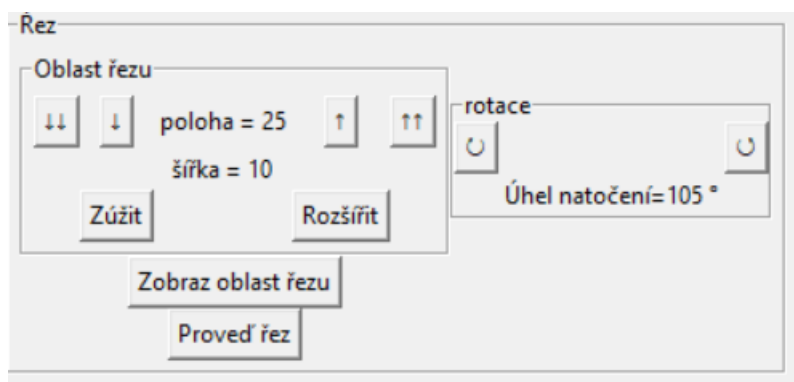 Řez
Oblast řezu
↓↓ ↓ poloha = 25 ↑ ↑↑
šířka = 10
Zúžit Rozšířit
rotace
↻ ↺
Úhel natočení=105 °
Zobraz oblast řezu
Proveď řez